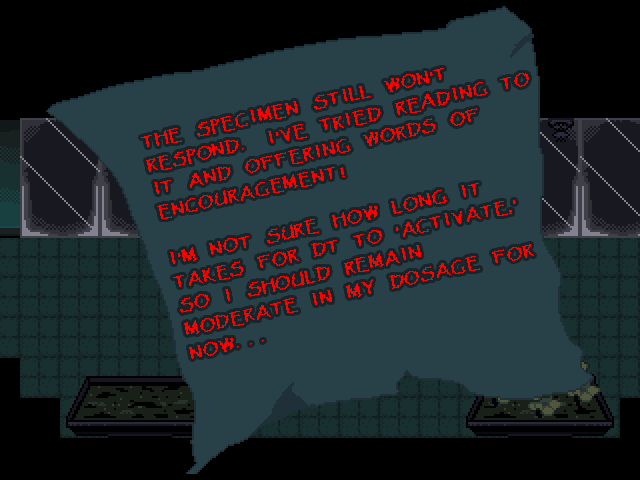 THE SPECIMEN STILL WON'T
RESPOND. I'VE TRIED READING TO
IT AND OFFERING WORDS OF
ENCOURAGEMENT!
I'M NOT SURE HOW LONG IT
TAKES FOR DT TO 'ACTIVATE,'
SO I SHOULD REMAIN
MODERATE IN MY DOSAGE FOR
NOW...